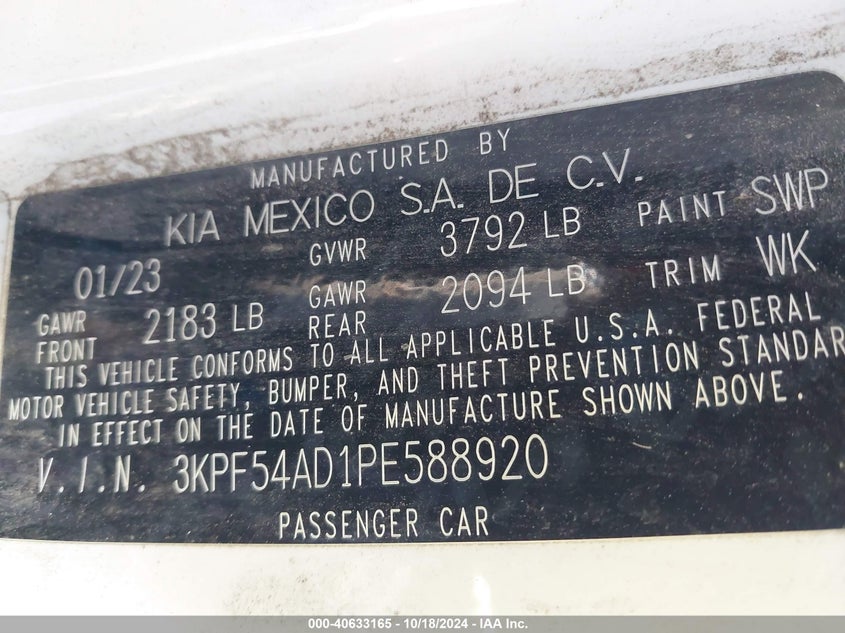 MANUFACTURED BY
KIA MEXICO S.A. DE C.V.
01/23 GVWR 3792 LB PAINT SWP
GAWR FRONT 2183 LB GAWR REAR 2094 LB TRIM WK
THIS VEHICLE CONFORMS TO ALL APPLICABLE U.S.A. FEDERAL
MOTOR VEHICLE SAFETY, BUMPER, AND THEFT PREVENTION STANDAR
IN EFFECT ON THE DATE OF MANUFACTURE SHOWN ABOVE.
V.I.N. 3KPF54AD1PE588920
PASSENGER CAR
000-40633165 - 10/18/2024 - IAA Inc.